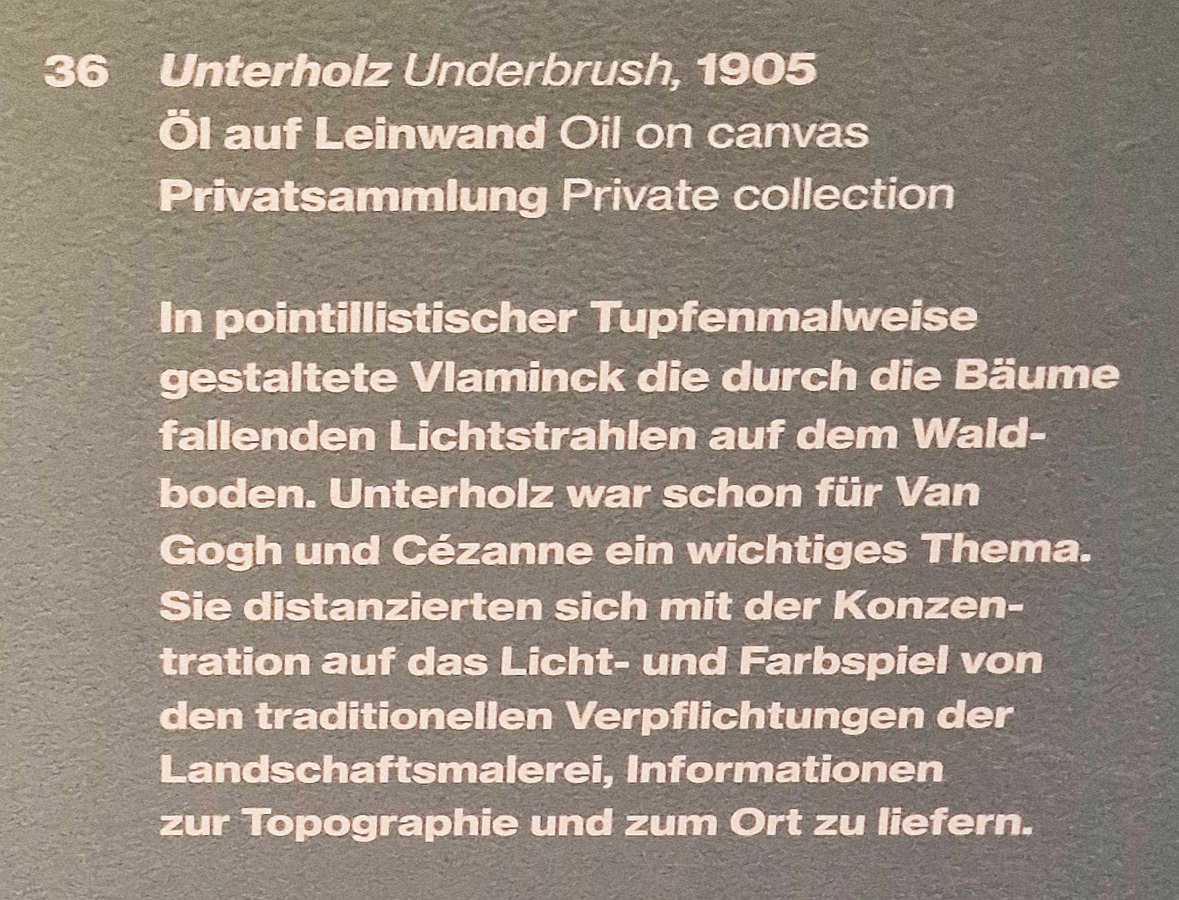 36 Unterholz Underbrush, 1905
Öl auf Leinwand Oil on canvas
Privatsammlung Private collection
In pointillistischer Tupfenmalweise
gestaltete Vlaminck die durch die Bäume
fallenden Lichtstrahlen auf dem Wald-
boden. Unterholz war schon für Van
Gogh und Cézanne ein wichtiges Thema.
Sie distanzierten sich mit der Konzen-
tration auf das Licht- und Farbspiel von
den traditionellen Verpflichtungen der
Landschaftsmalerei, Informationen
zur Topographie und zum Ort zu liefern.